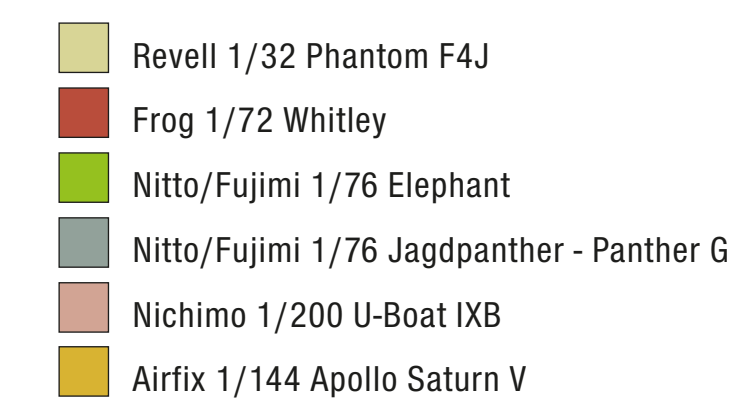 Revell 1/32 Phantom F4J
Frog 1/72 Whitley
Nitto/Fujimi 1/76 Elephant
Nitto/Fujimi 1/76 Jagdpanther - Panther G
Nichimo 1/200 U-Boat IXB
Airfix 1/144 Apollo Saturn V